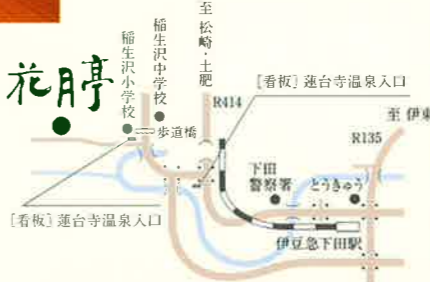 花月亭
稲生沢小学校
稲生沢中学校
至 松崎・土肥
[看板] 蓮台寺温泉入口
R414
至 伊東
歩道橋
R135
下田
警察署
とうきゅう
[看板] 蓮台寺温泉入口
伊豆急下田駅